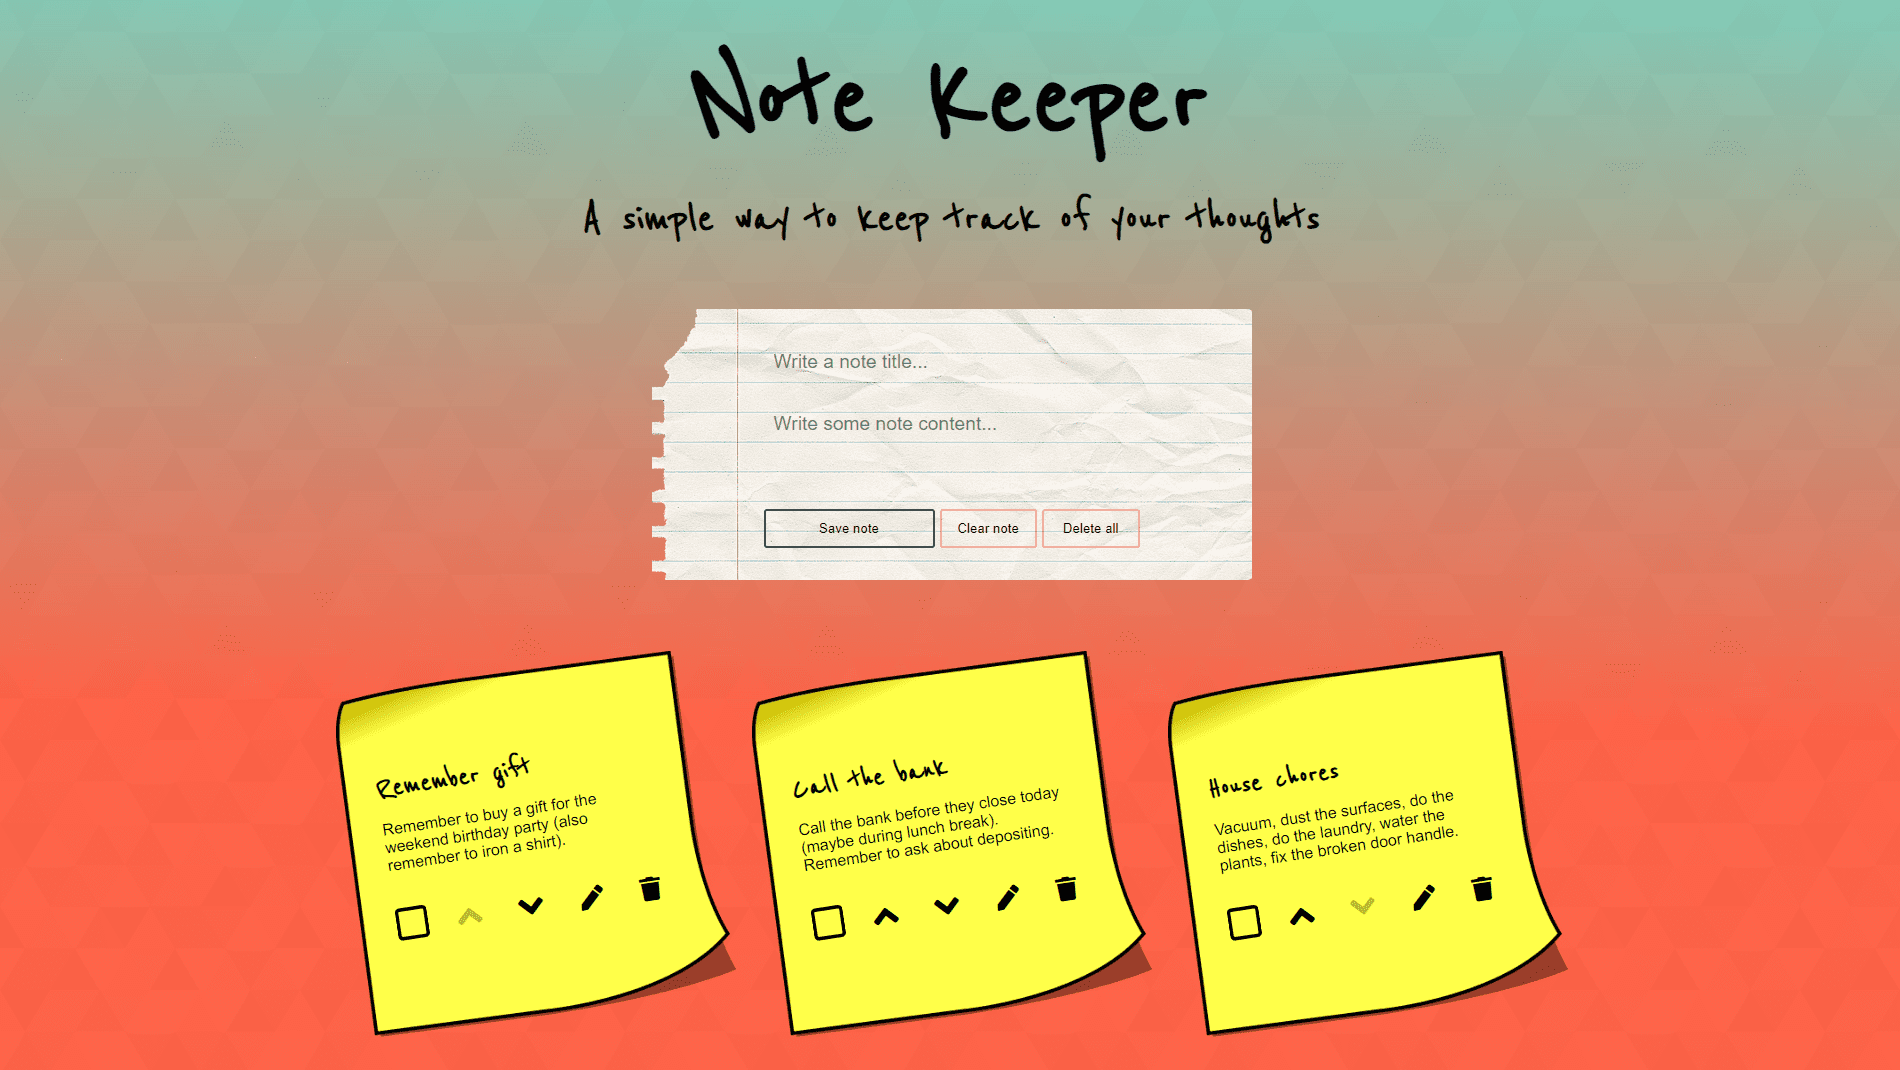 Note Keeper
A simple way to keep track of your thoughts
Write a note title...
Write some note content...
Save note
Clear note
Delete all
Remember gift
Remember to buy a gift for the
weekend birthday party (also
remember to iron a shirt).
Call the bank
Call the bank before they close today
(maybe during lunch break).
Remember to ask about depositing.
House chores
Vacuum, dust the surfaces, do the
dishes, do the laundry, water the
plants, fix the broken door handle.